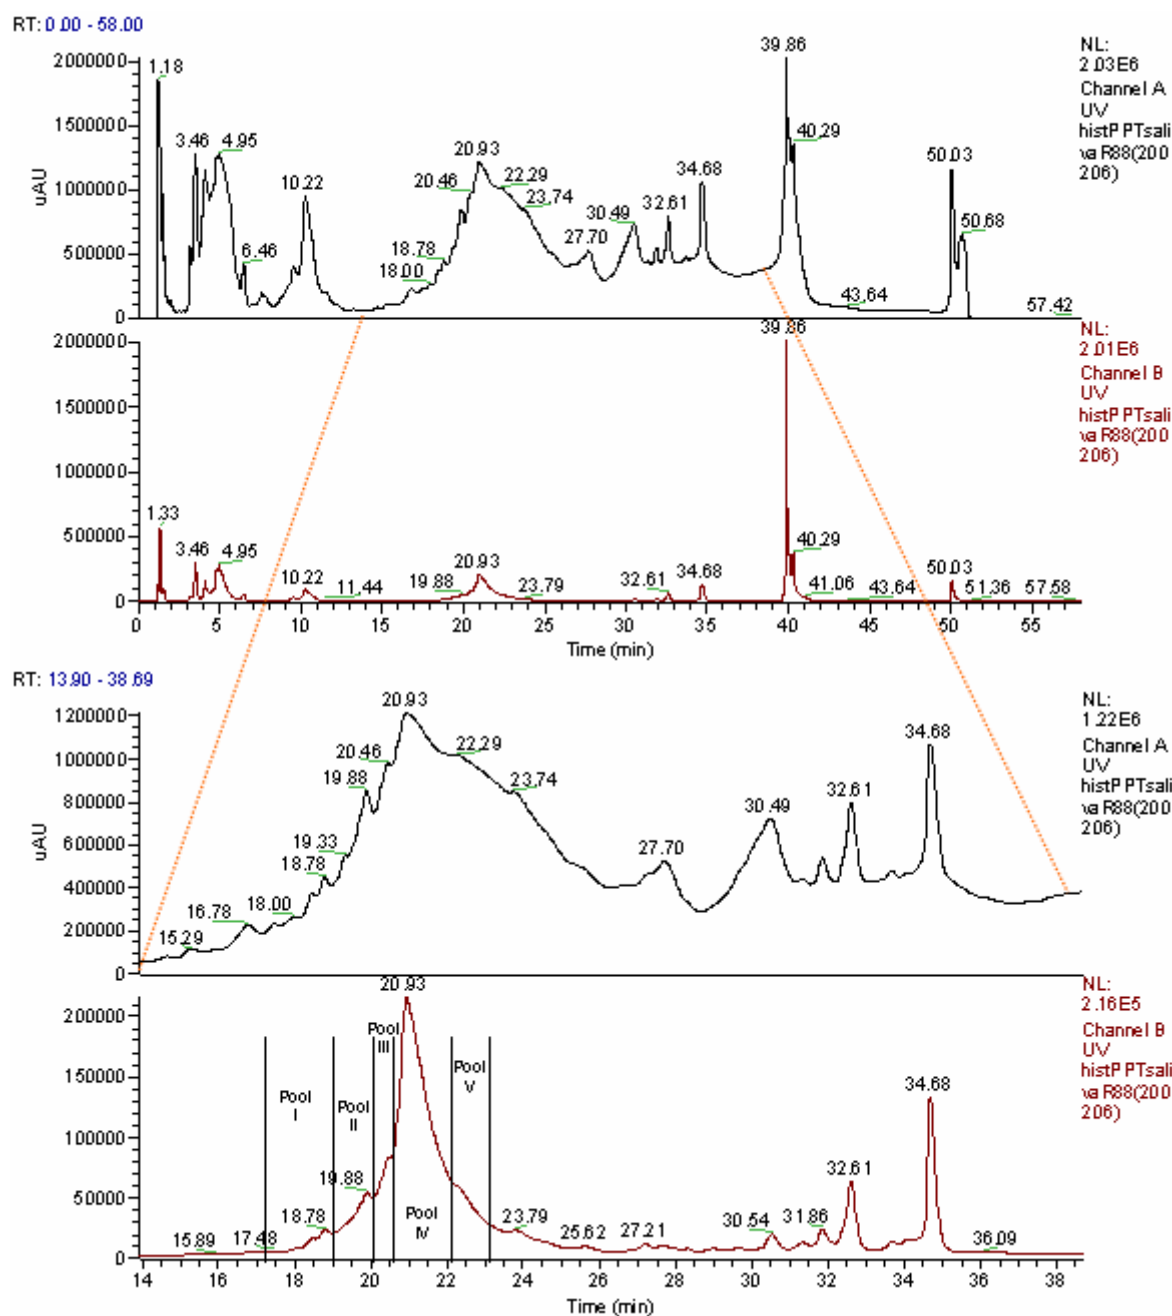 RT: 0.00 - 58.00
NL:
2.03E6
Channel A
UV
histPPTsali
va R88(200
206)
uAU
2000000
1500000
1000000
500000
0
1.18
3.46
4.95
6.46
10.22
18.00
18.78
20.46
20.93
22.29
23.74
27.70
30.49
32.61
34.68
39.86
40.29
43.64
50.03
50.68
57.42
NL:
2.01E6
Channel B
UV
histPPTsali
va R88(200
206)
2000000
1500000
1000000
500000
0
1.33
3.46
4.95
10.22
11.44
19.88
20.93
23.79
32.61
34.68
39.86
40.29
41.06
43.64
50.03
51.36
57.58
0 5 10 15 20 25 30 35 40 45 50 55
Time (min)
RT: 13.90 - 38.69
NL:
1.22E6
Channel A
UV
histPPTsali
va R88(200
206)
uAU
1200000
1000000
800000
600000
400000
200000
0
15.29
16.78
18.00
18.78
19.33
19.88
20.46
20.93
22.29
23.74
27.70
30.49
32.61
34.68
NL:
2.16E5
Channel B
UV
histPPTsali
va R88(200
206)
200000
150000
100000
50000
0
15.89
17.48
18.78
19.88
20.93
23.79
25.62
27.21
30.54
31.86
32.61
34.68
36.09
Pool
I
Pool
II
Pool
III
Pool
IV
Pool
V
14 16 18 20 22 24 26 28 30 32 34 36 38
Time (min)